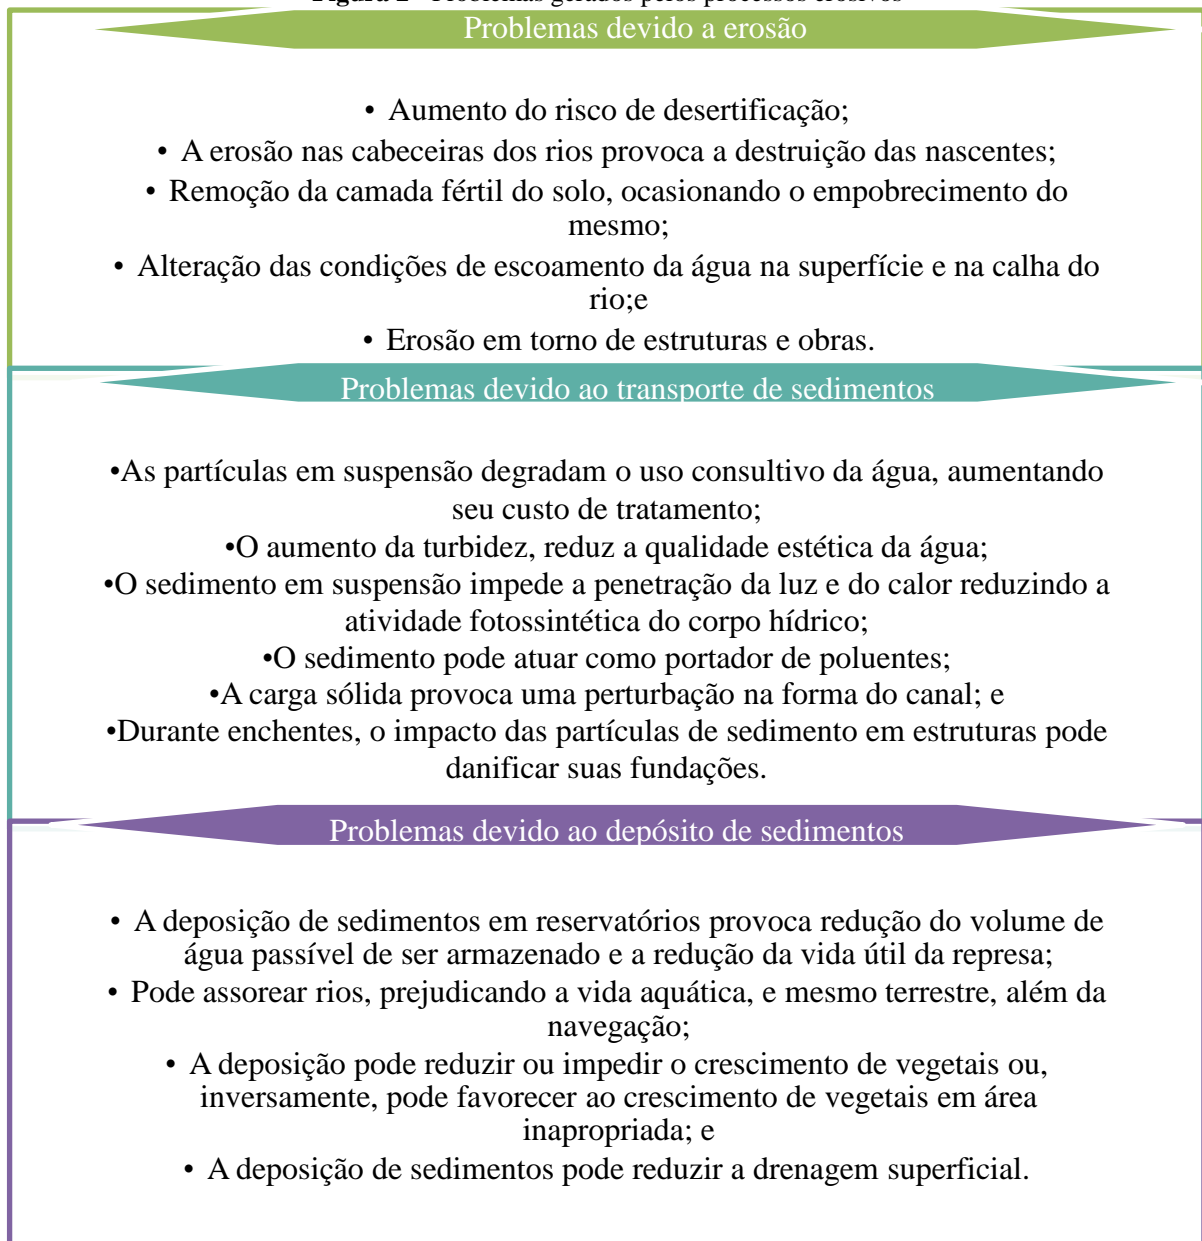 Problemas gerados pelos processos erosivos
Problemas devido a erosão
• Aumento do risco de desertificação;
• A erosão nas cabeceiras dos rios provoca a destruição das nascentes;
• Remoção da camada fértil do solo, ocasionando o empobrecimento do
mesmo;
• Alteração das condições de escoamento da água na superfície e na calha do
rio;e
• Erosão em torno de estruturas e obras.
Problemas devido ao transporte de sedimentos
•As partículas em suspensão degradam o uso consultivo da água, aumentando
seu custo de tratamento;
•O aumento da turbidez, reduz a qualidade estética da água;
•O sedimento em suspensão impede a penetração da luz e do calor reduzindo a
atividade fotossintética do corpo hídrico;
•O sedimento pode atuar como portador de poluentes;
•A carga sólida provoca uma perturbação na forma do canal; e
•Durante enchentes, o impacto das partículas de sedimento em estruturas pode
danificar suas fundações.
Problemas devido ao depósito de sedimentos
• A deposição de sedimentos em reservatórios provoca redução do volume de
água passível de ser armazenado e a redução da vida útil da represa;
• Pode assorear rios, prejudicando a vida aquática, e mesmo terrestre, além da
navegação;
• A deposição pode reduzir ou impedir o crescimento de vegetais ou,
inversamente, pode favorecer ao crescimento de vegetais em área
inapropriada; e
• A deposição de sedimentos pode reduzir a drenagem superficial.